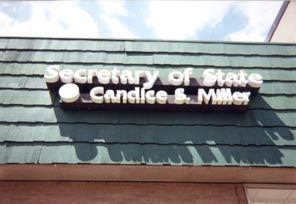 Secretary of State
Candice S. Miller